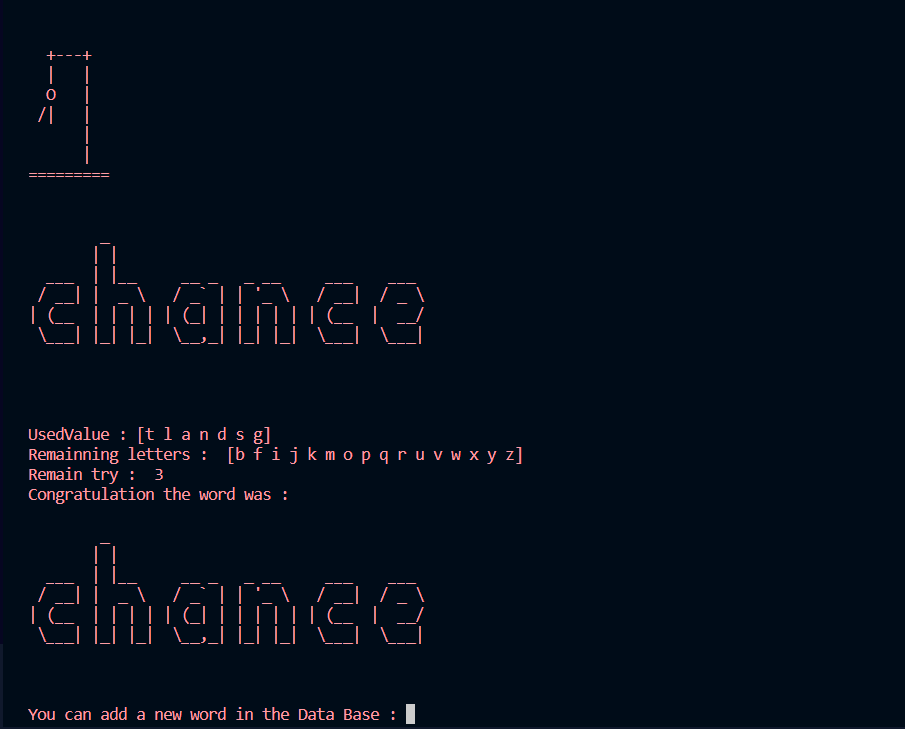 +---+
  |   |
  O   |
 /|   |
      |
      |
=========
chance
UsedValue : [t l a n d s g]
Remainning letters :  [b f i j k m o p q r u v w x y z]
Remain try :  3
Congratulation the word was :
chance
You can add a new word in the Data Base :